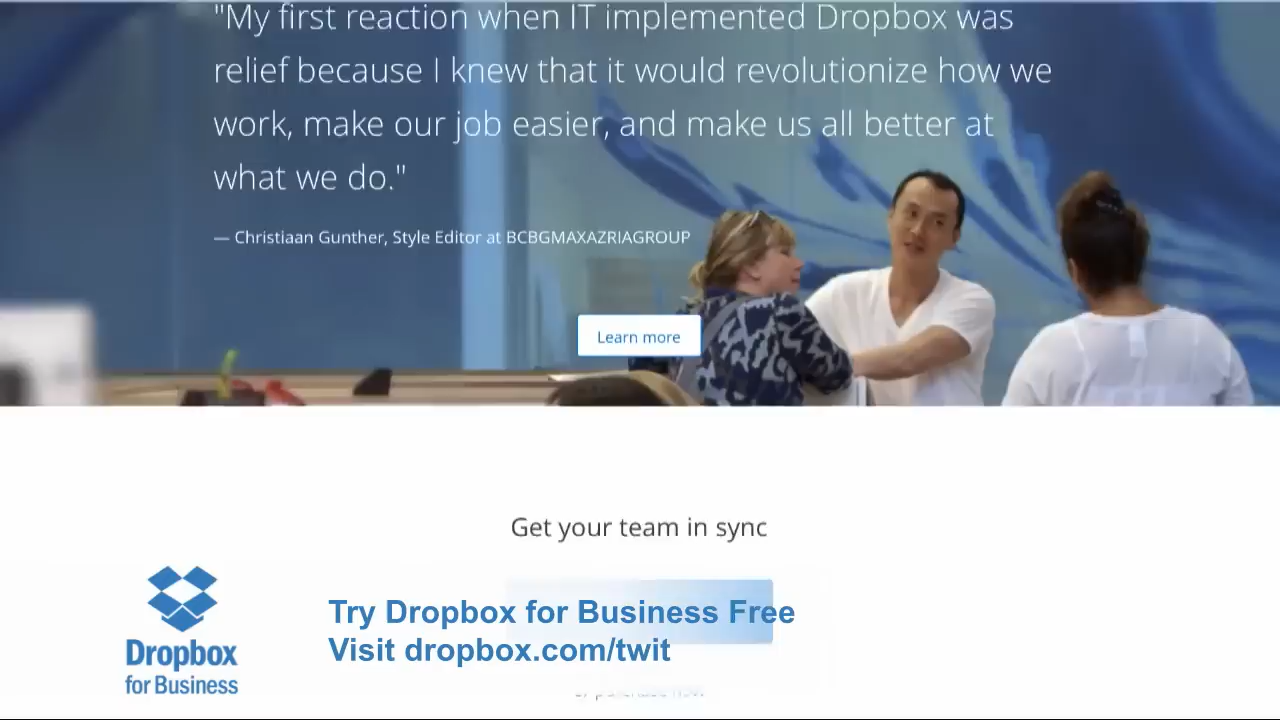 "My first reaction when IT implemented Dropbox was
relief because I knew that it would revolutionize how we
work, make our job easier, and make us all better at
what we do."
— Christiaan Gunther, Style Editor at BCBGMAXAZRIAGROUP
Learn more
Get your team in sync
Try Dropbox for Business Free
Visit dropbox.com/twit
Dropbox
for Business